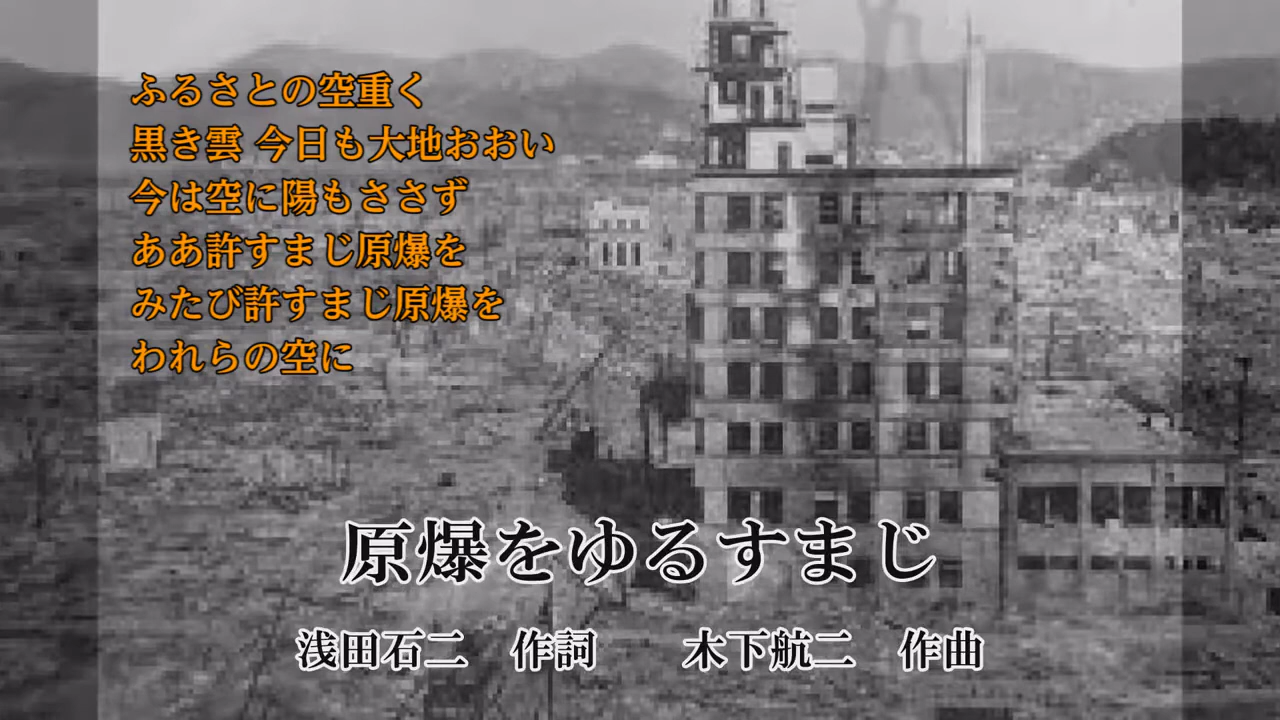 ふるさとの空重く
黒き雲 今日も大地おおい
今は空に陽もささず
ああ許すまじ原爆を
みたび許すまじ原爆を
われらの空に
原爆をゆるすまじ
浅田石二　作詞　　木下航二　作曲